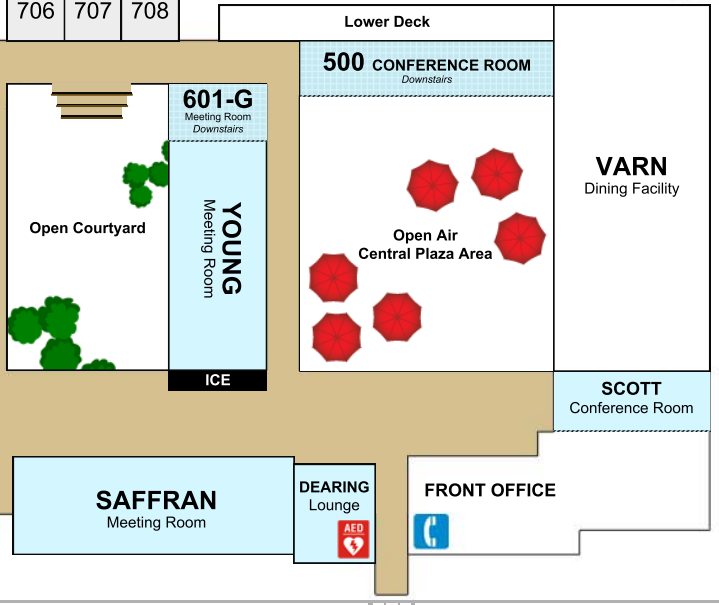 706 707 708
Lower Deck
500 CONFERENCE ROOM
Downstairs
601-G
Meeting Room
Downstairs
VARN
Dining Facility
YOUNG
Meeting Room
Open Courtyard
Open Air
Central Plaza Area
ICE
SCOTT
Conference Room
SAFFRAN
Meeting Room
DEARING
Lounge
AED
FRONT OFFICE